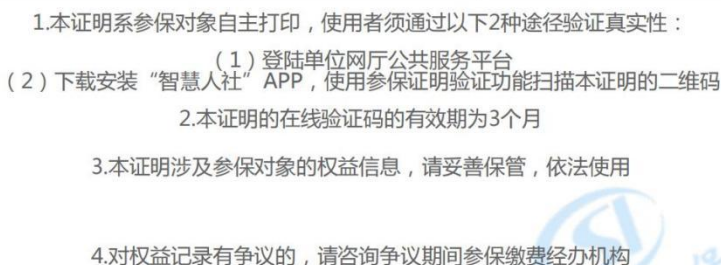 1.本证明系参保对象自主打印，使用者须通过以下2种途径验证真实性：
（1）登陆单位网厅公共服务平台
（2）下载安装“智慧人社”APP，使用参保证明验证功能扫描本证明的二维码
2.本证明的在线验证码的有效期为3个月
3.本证明涉及参保对象的权益信息，请妥善保管，依法使用
4.对权益记录有争议的，请咨询争议期间参保缴费经办机构